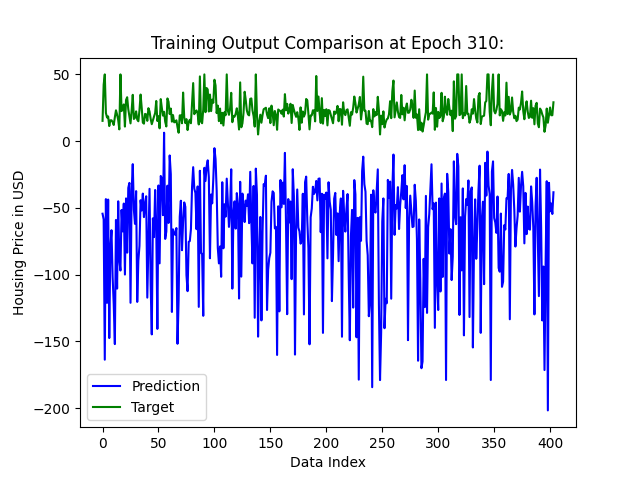 Training Output Comparison at Epoch 310:
Housing Price in USD
50
0
−50
−100
−150
−200
Prediction
Target
0 50 100 150 200 250 300 350 400
Data Index